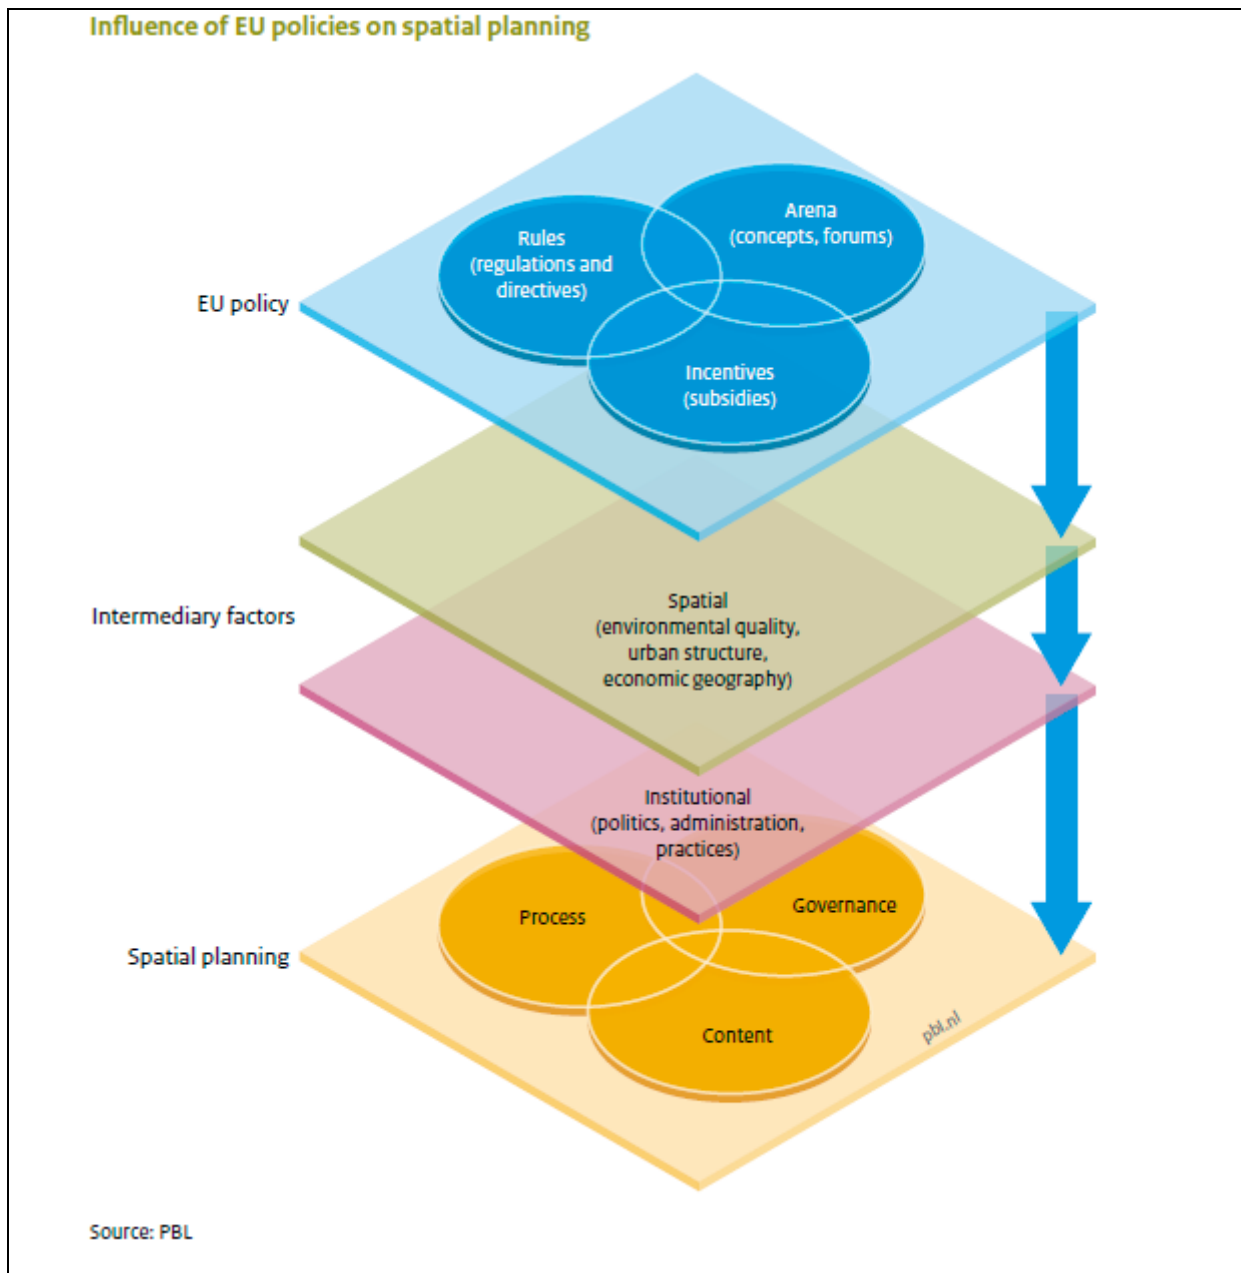 Influence of EU policies on spatial planning
Arena
(concepts, forums)
Rules
(regulations and
directives)
EU policy
Incentives
(subsidies)
Spatial
(environmental quality,
urban structure,
economic geography)
Intermediary factors
Institutional
(politics, administration,
practices)
Process
Governance
Spatial planning
Content
pbl.nl
Source: PBL